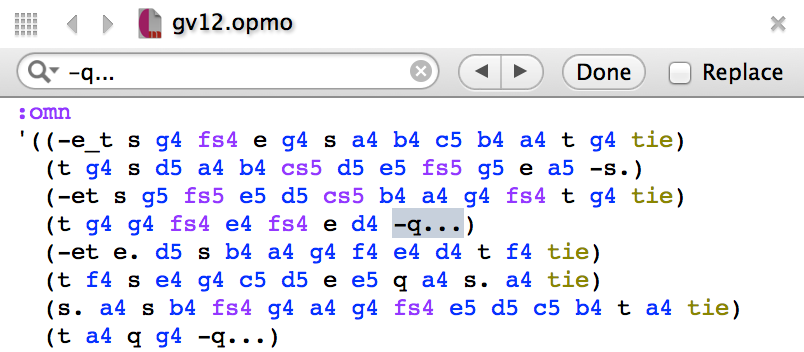 gv12.opmo
-q... Done Replace
:omn
'((-e_t s g4 fs4 e g4 s a4 b4 c5 b4 a4 t g4 tie)
(t g4 s d5 a4 b4 cs5 d5 e5 fs5 g5 e a5 -s.)
(-et s g5 fs5 e5 d5 cs5 b4 a4 g4 fs4 t g4 tie)
(t g4 g4 fs4 e4 fs4 e d4 -q...)
(-et e. d5 s b4 a4 g4 f4 e4 d4 t f4 tie)
(t f4 s e4 g4 c5 d5 e e5 q a4 s. a4 tie)
(s. a4 s b4 fs4 g4 a4 g4 fs4 e5 d5 c5 b4 t a4 tie)
(t a4 q g4 -q...)